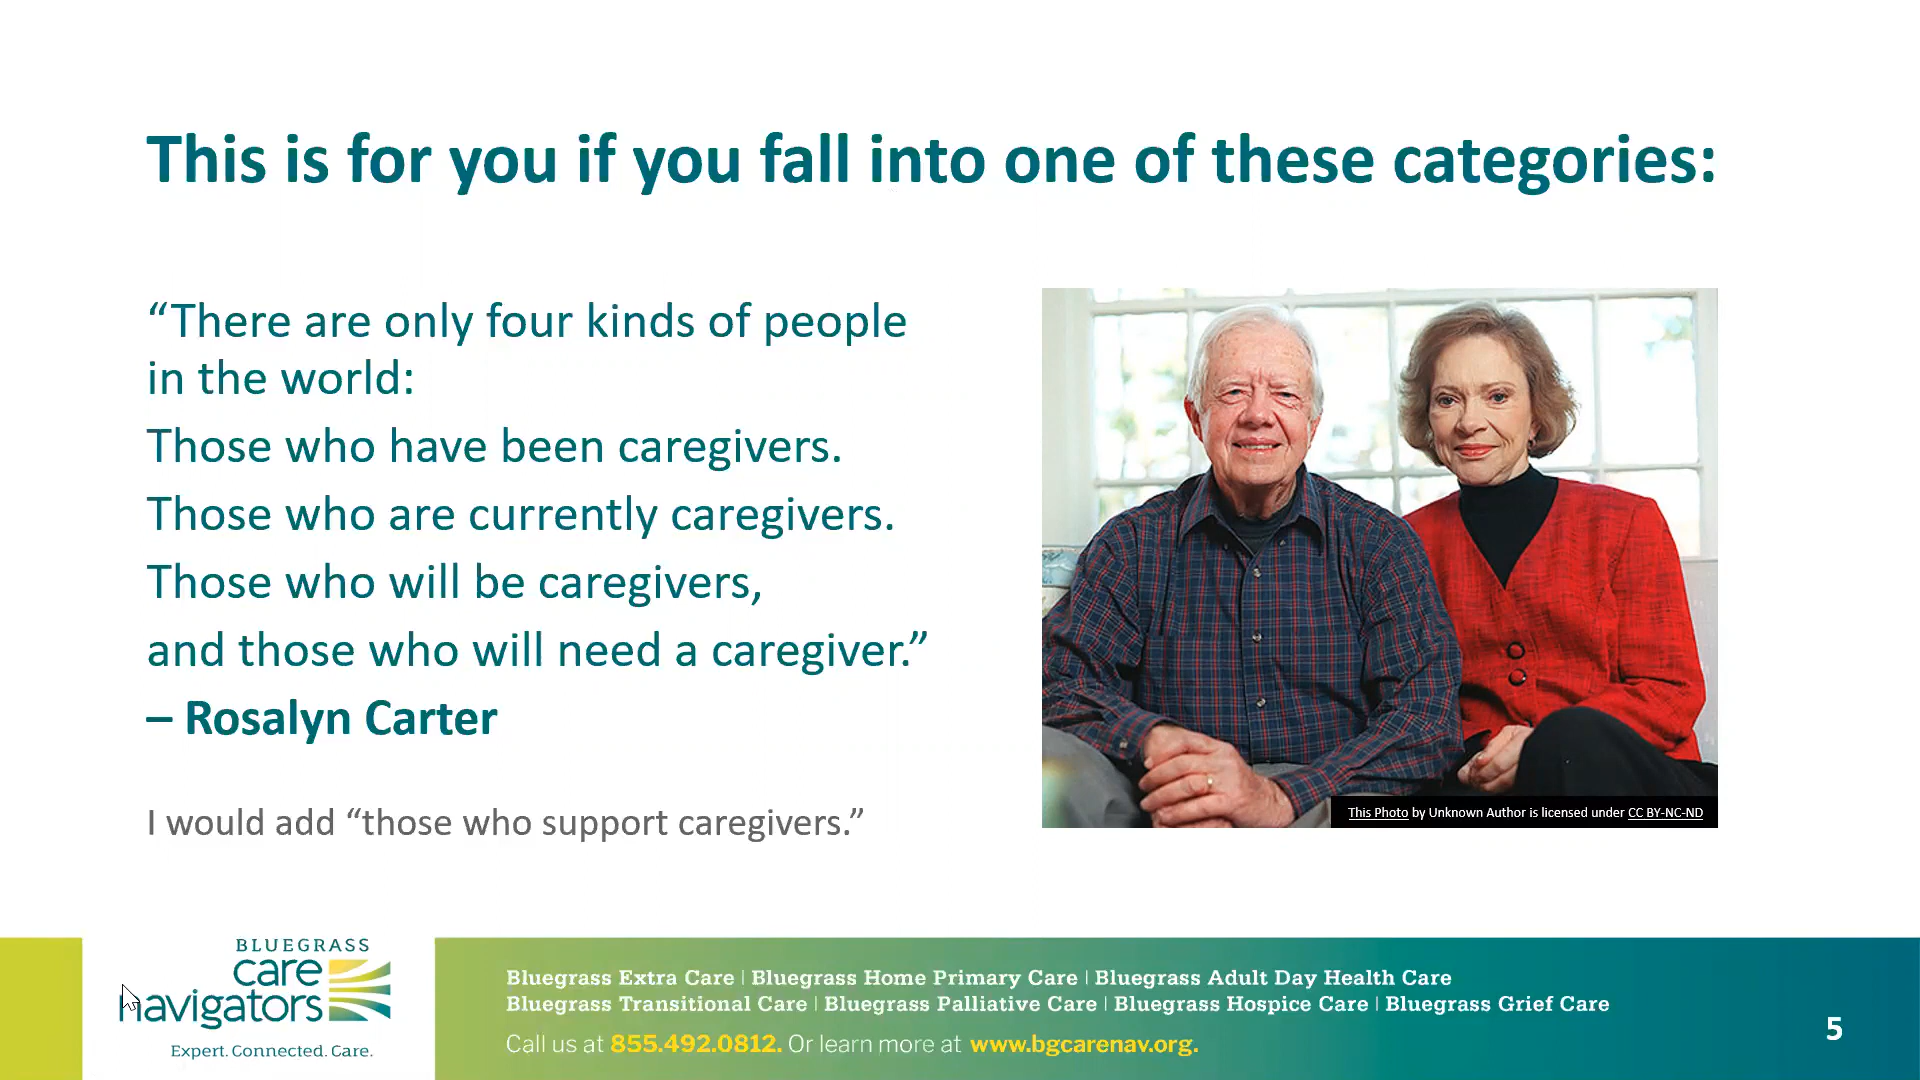 This is for you if you fall into one of these categories:
“There are only four kinds of people
in the world:
Those who have been caregivers.
Those who are currently caregivers.
Those who will be caregivers,
and those who will need a caregiver.”
– Rosalyn Carter
I would add “those who support caregivers.”
This Photo by Unknown Author is licensed under CC BY-NC-ND
BLUEGRASS
care
navigators
Expert. Connected. Care.
Bluegrass Extra Care | Bluegrass Home Primary Care | Bluegrass Adult Day Health Care
Bluegrass Transitional Care | Bluegrass Palliative Care | Bluegrass Hospice Care | Bluegrass Grief Care
Call us at 855.492.0812. Or learn more at www.bgcarenav.org.
5